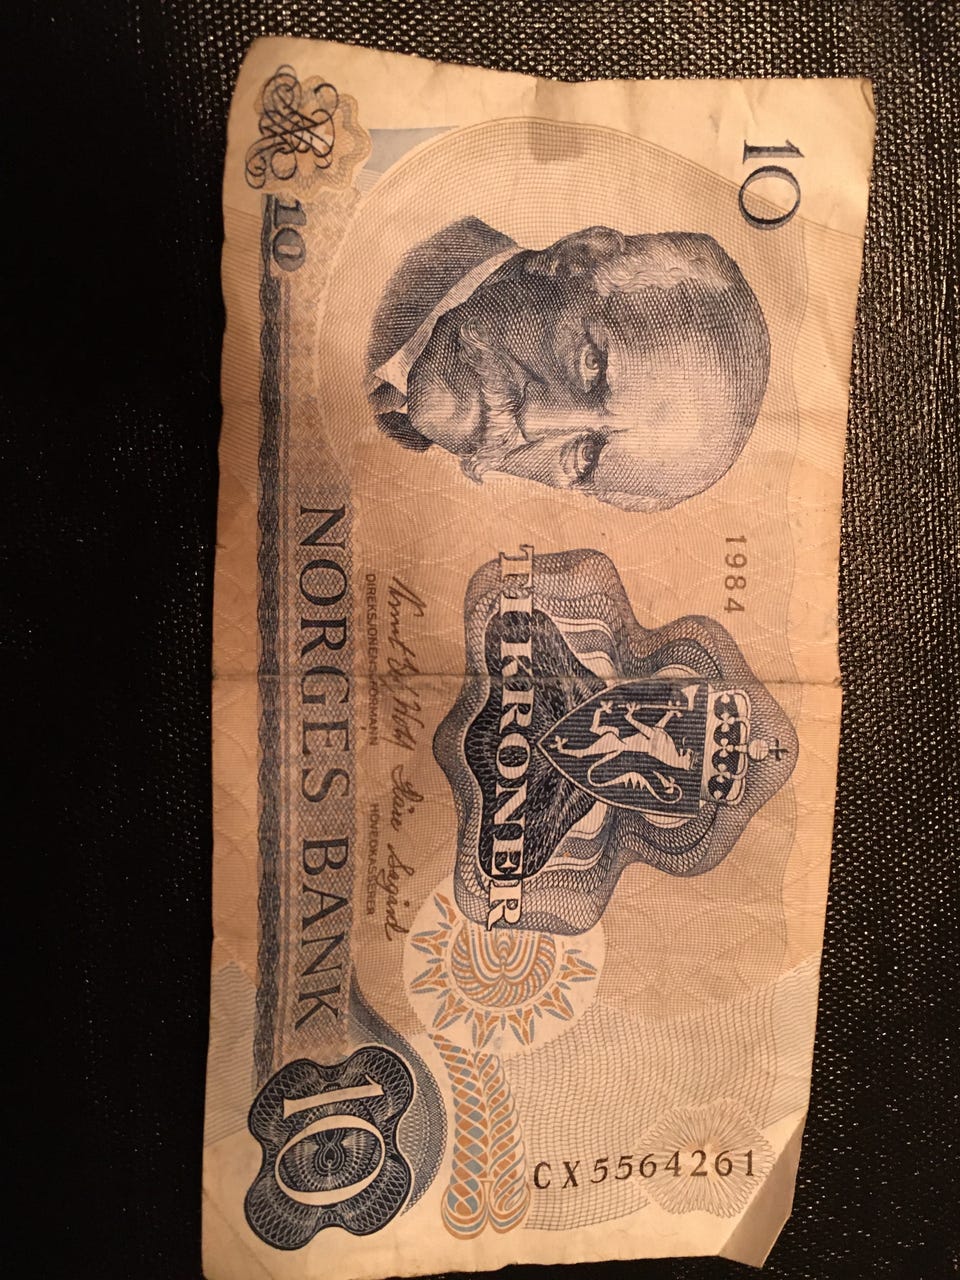 10
1984
TI KRONER
DIREKSJONENS FORMANN
HOVEDKASSERER
10
NORGES BANK
10
CX5564261